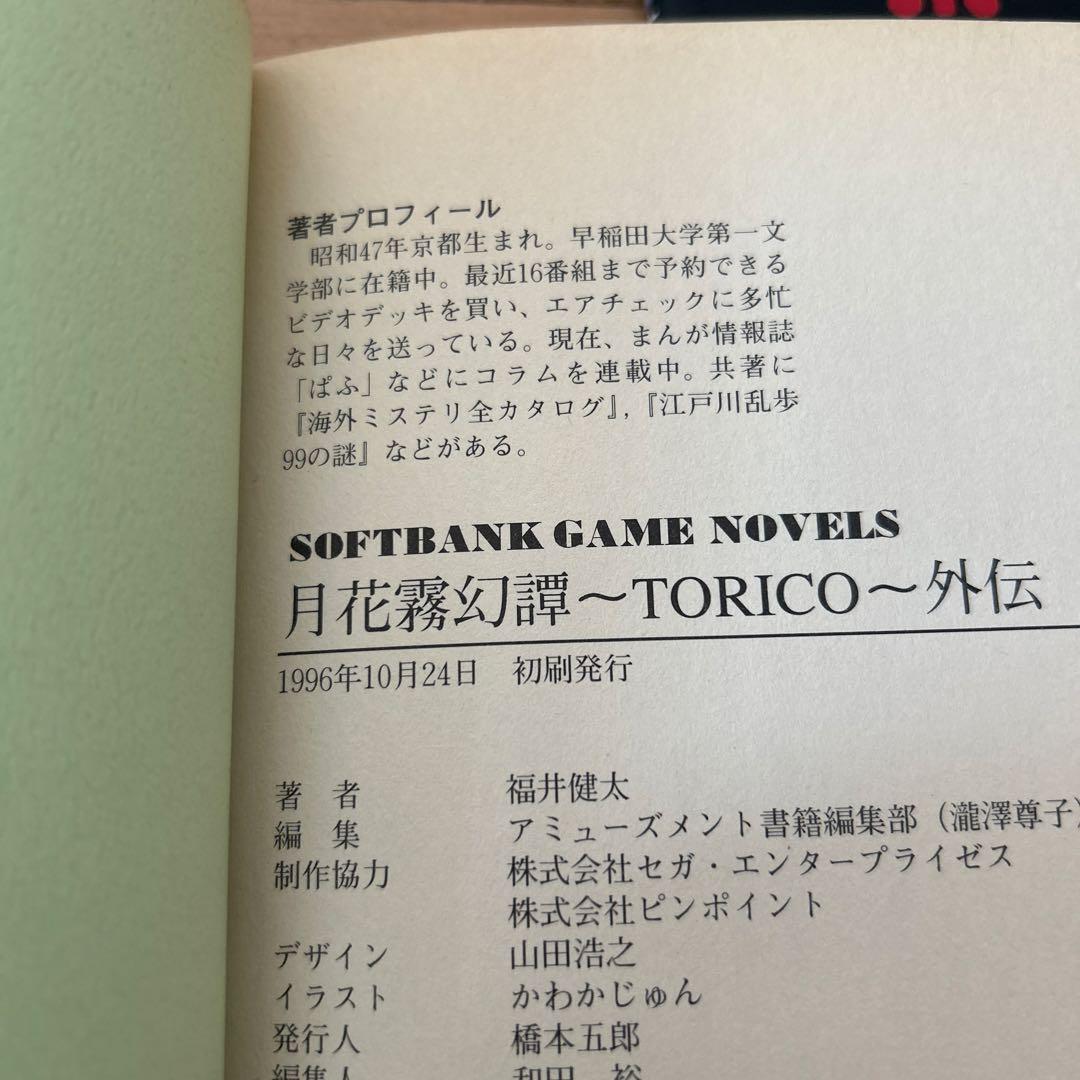 著者プロフィール
昭和47年京都生まれ。早稲田大学第一文
学部に在籍中。最近16番組まで予約できる
ビデオデッキを買い、エアチェックに多忙
な日々を送っている。現在、まんが情報誌
「ぱふ」などにコラムを連載中。共著に
『海外ミステリ全カタログ』,『江戸川乱歩
99の謎』などがある。
SOFTBANK GAME NOVELS
月花霧幻譚～TORICO～外伝
1996年10月24日　初刷発行
著　者　福井健太
編　集　アミューズメント書籍編集部（瀧澤尊子）
制作協力　株式会社セガ・エンタープライゼス
株式会社ピンポイント
デザイン　山田浩之
イラスト　かわかじゅん
発行人　橋本五郎
編集人　和田　裕